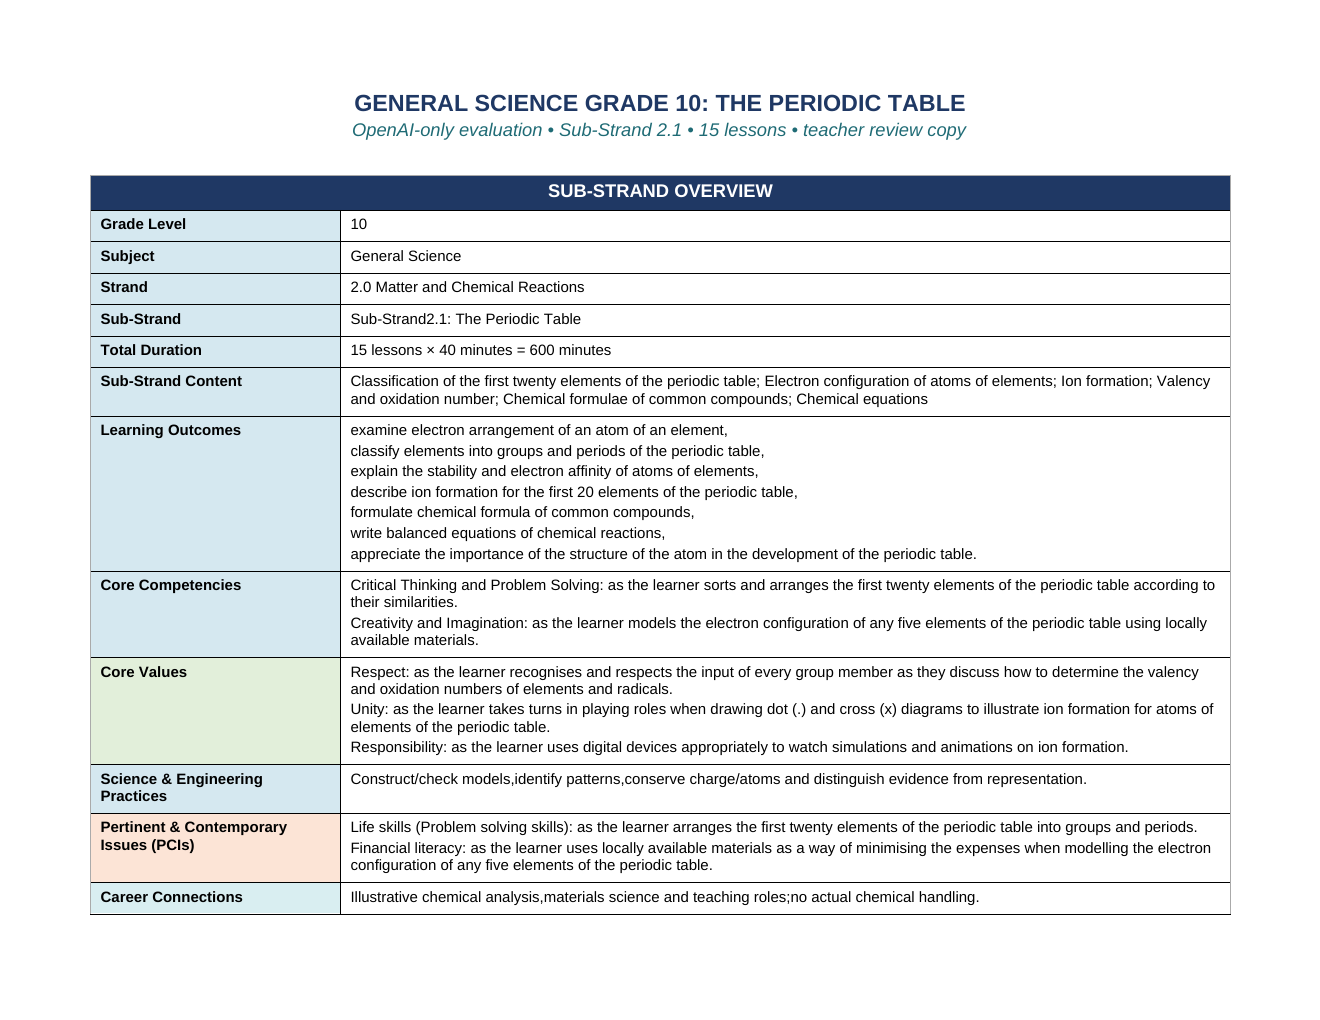 GENERAL SCIENCE GRADE 10: THE PERIODIC TABLE
OpenAI-only evaluation • Sub-Strand 2.1 • 15 lessons • teacher review copy
SUB-STRAND OVERVIEW
Grade Level
10
Subject
General Science
Strand
2.0 Matter and Chemical Reactions
Sub-Strand
Sub-Strand2.1: The Periodic Table
Total Duration
15 lessons × 40 minutes = 600 minutes
Sub-Strand Content
Classification of the first twenty elements of the periodic table; Electron configuration of atoms of elements; Ion formation; Valency
and oxidation number; Chemical formulae of common compounds; Chemical equations
Learning Outcomes
examine electron arrangement of an atom of an element,
classify elements into groups and periods of the periodic table,
explain the stability and electron affinity of atoms of elements,
describe ion formation for the first 20 elements of the periodic table,
formulate chemical formula of common compounds,
write balanced equations of chemical reactions,
appreciate the importance of the structure of the atom in the development of the periodic table.
Core Competencies
Critical Thinking and Problem Solving: as the learner sorts and arranges the first twenty elements of the periodic table according to
their similarities.
Creativity and Imagination: as the learner models the electron configuration of any five elements of the periodic table using locally
available materials.
Core Values
Respect: as the learner recognises and respects the input of every group member as they discuss how to determine the valency
and oxidation numbers of elements and radicals.
Unity: as the learner takes turns in playing roles when drawing dot (.) and cross (x) diagrams to illustrate ion formation for atoms of
elements of the periodic table.
Responsibility: as the learner uses digital devices appropriately to watch simulations and animations on ion formation.
Science & Engineering
Practices
Construct/check models,identify patterns,conserve charge/atoms and distinguish evidence from representation.
Pertinent & Contemporary
Issues (PCIs)
Life skills (Problem solving skills): as the learner arranges the first twenty elements of the periodic table into groups and periods.
Financial literacy: as the learner uses locally available materials as a way of minimising the expenses when modelling the electron
configuration of any five elements of the periodic table.
Career Connections
Illustrative chemical analysis,materials science and teaching roles;no actual chemical handling.